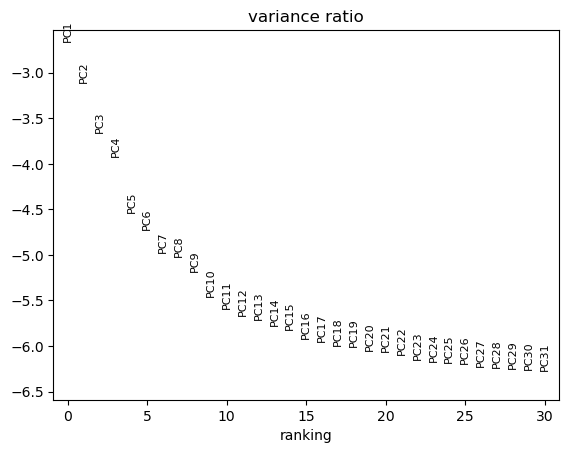 variance ratio
−3.0
−3.5
−4.0
−4.5
−5.0
−5.5
−6.0
−6.5
PC1
PC2
PC3
PC4
PC5
PC6
PC7
PC8
PC9
PC10
PC11
PC12
PC13
PC14
PC15
PC16
PC17
PC18
PC19
PC20
PC21
PC22
PC23
PC24
PC25
PC26
PC27
PC28
PC29
PC30
PC31
0 5 10 15 20 25 30
ranking